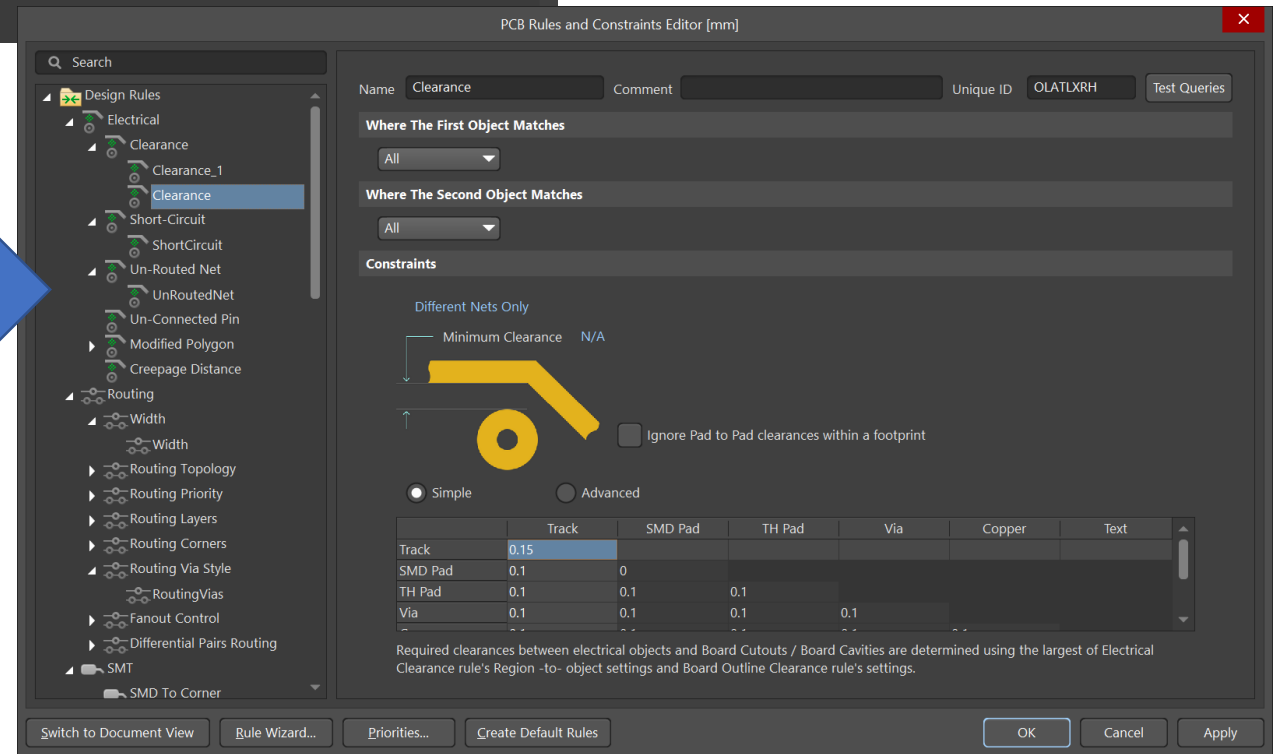 PCB Rules and Constraints Editor [mm]
Search
Design Rules
Electrical
Clearance
Clearance_1
Clearance
Short-Circuit
ShortCircuit
Un-Routed Net
UnRoutedNet
Un-Connected Pin
Modified Polygon
Creepage Distance
Routing
Width
Width
Routing Topology
Routing Priority
Routing Layers
Routing Corners
Routing Via Style
RoutingVias
Fanout Control
Differential Pairs Routing
SMT
SMD To Corner
Name Clearance Comment Unique ID OLATLXRH Test Queries
Where The First Object Matches
All
Where The Second Object Matches
All
Constraints
Different Nets Only
Minimum Clearance N/A
Ignore Pad to Pad clearances within a footprint
Simple Advanced
Track SMD Pad TH Pad Via Copper Text
Track 0.15
SMD Pad 0.1 0
TH Pad 0.1 0.1 0.1
Via 0.1 0.1 0.1 0.1
Required clearances between electrical objects and Board Cutouts / Board Cavities are determined using the largest of Electrical
Clearance rule's Region -to- object settings and Board Outline Clearance rule's settings.
Switch to Document View Rule Wizard... Priorities... Create Default Rules OK Cancel Apply